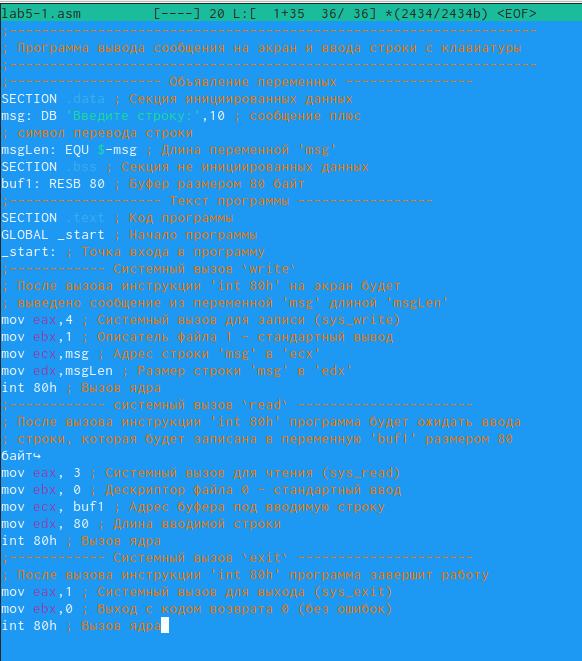 lab5-1.asm [----] 20 L:[ 1+35 36/ 36] *(2434/2434b) <EOF>
;------------------------------------------------------------------
; Программа вывода сообщения на экран и ввода строки с клавиатуры
;------------------------------------------------------------------
;------------------- Объявление переменных -----------------
SECTION .data ; Секция инициированных данных
msg: DB 'Введите строку:',10 ; сообщение плюс
; символ перевода строки
msgLen: EQU $-msg ; Длина переменной 'msg'
SECTION .bss ; Секция не инициированных данных
buf1: RESB 80 ; Буфер размером 80 байт
;------------------- Текст программы -----------------
SECTION .text ; Код программы
GLOBAL _start ; Начало программы
_start: ; Точка входа в программу
;------------ Системный вызов `write`
; После вызова инструкции 'int 80h' на экран будет
; выведено сообщение из переменной 'msg' длиной 'msgLen'
mov eax,4 ; Системный вызов для записи (sys_write)
mov ebx,1 ; Описатель файла 1 - стандартный вывод
mov ecx,msg ; Адрес строки 'msg' в 'ecx'
mov edx,msgLen ; Размер строки 'msg' в 'edx'
int 80h ; Вызов ядра
;------------ системный вызов `read` ----------------------
; После вызова инструкции 'int 80h' программа будет ожидать ввода
; строки, которая будет записана в переменную 'buf1' размером 80
байт↪
mov eax, 3 ; Системный вызов для чтения (sys_read)
mov ebx, 0 ; Дескриптор файла 0 - стандартный ввод
mov ecx, buf1 ; Адрес буфера под вводимую строку
mov edx, 80 ; Длина вводимой строки
int 80h ; Вызов ядра
;------------ Системный вызов `exit` ----------------------
; После вызова инструкции 'int 80h' программа завершит работу
mov eax,1 ; Системный вызов для выхода (sys_exit)
mov ebx,0 ; Выход с кодом возврата 0 (без ошибок)
int 80h ; Вызов ядра